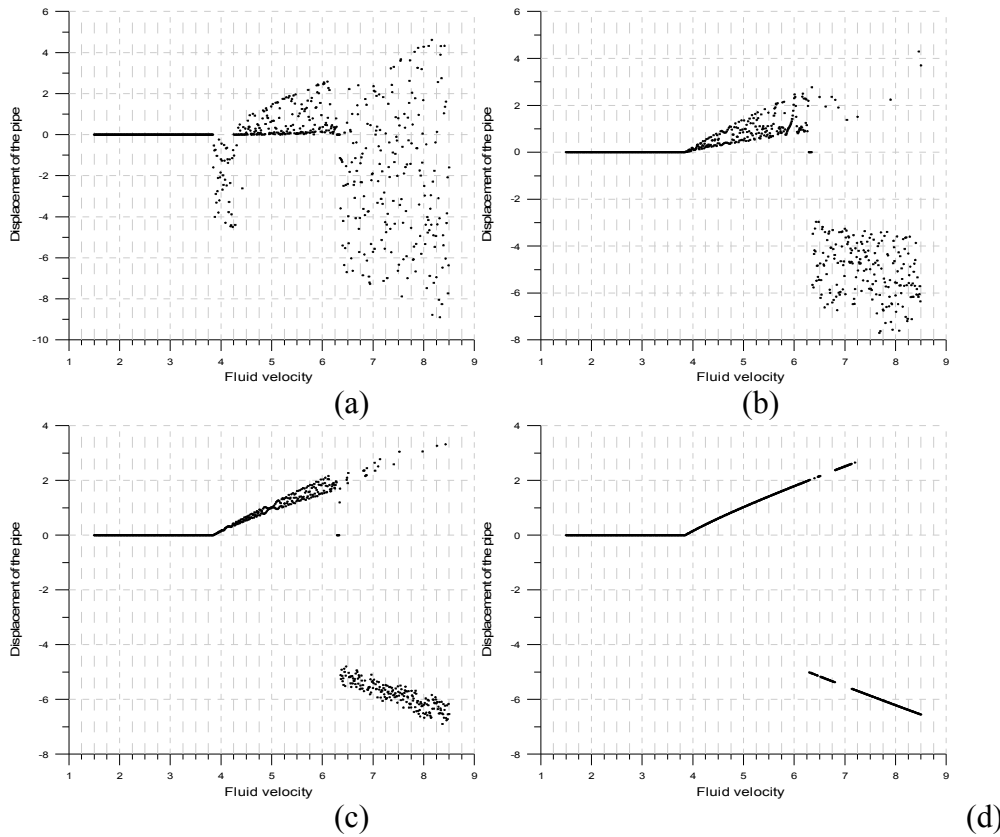 6
4
2
0
-2
-4
-6
-8
-10
Displacement of the pipe
1 2 3 4 5 6 7 8 9
Fluid velocity
(a)
6
4
2
0
-2
-4
-6
-8
Displacement of the pipe
1 2 3 4 5 6 7 8 9
Fluid velocity
(b)
4
2
0
-2
-4
-6
-8
Displacement of the pipe
1 2 3 4 5 6 7 8 9
Fluid velocity
(c)
4
2
0
-2
-4
-6
-8
Displacement of the pipe
1 2 3 4 5 6 7 8 9
Fluid velocity
(d)